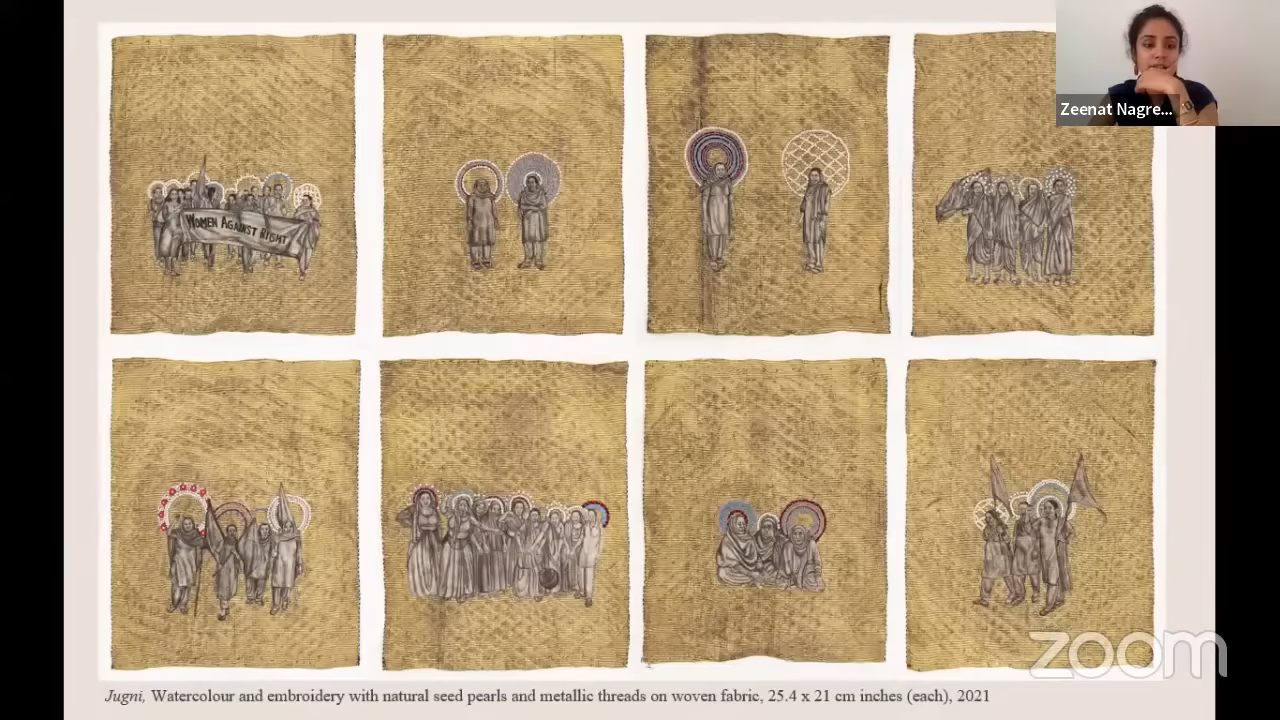 Zeenat Nagre...
WOMEN AGAINST RIGHT
zoom
Jugni, Watercolour and embroidery with natural seed pearls and metallic threads on woven fabric, 25.4 x 21 cm inches (each), 2021